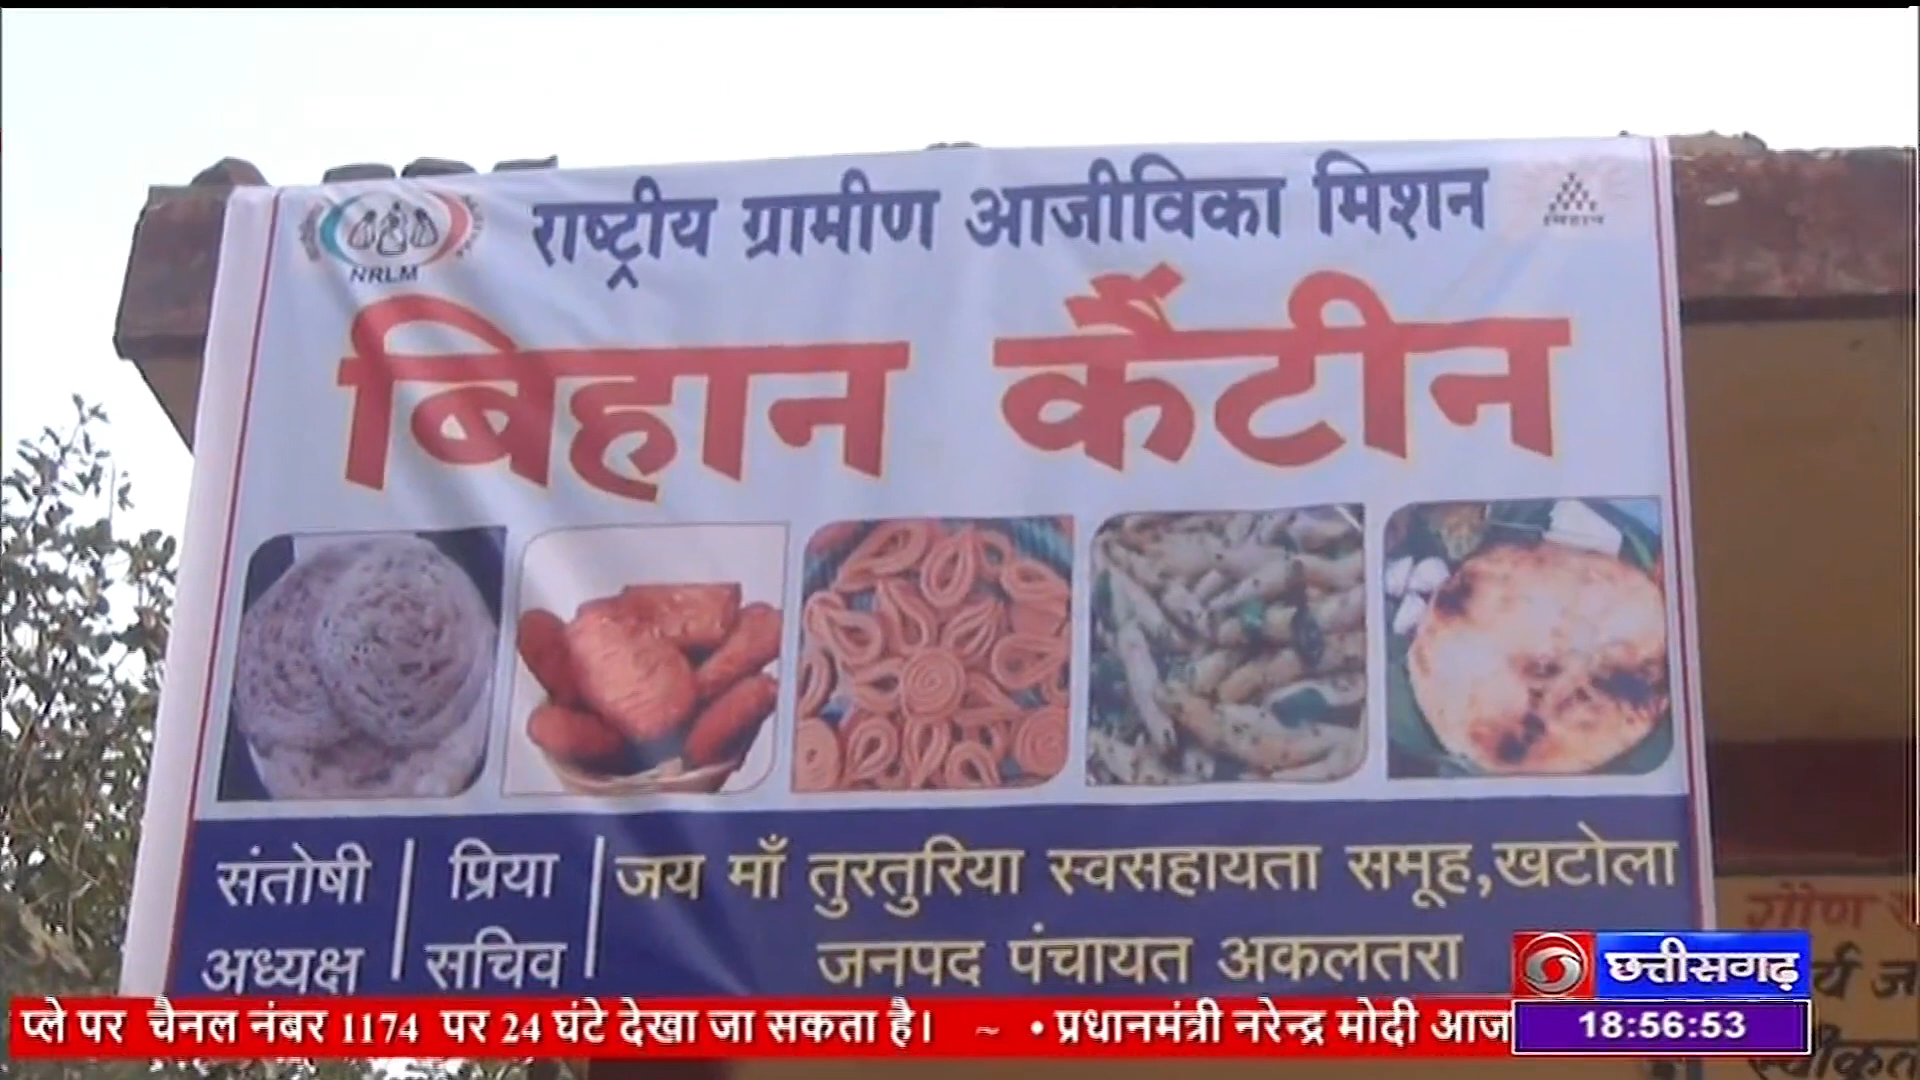 राष्ट्रीय ग्रामीण आजीविका मिशन
NRLM
बिहान कैंटीन
संतोषी
अध्यक्ष
प्रिया
सचिव
जय माँ तुरतुरिया स्वसहायता समूह,खटोला
जनपद पंचायत अकलतरा
छत्तीसगढ़
प्ले पर चैनल नंबर 1174 पर 24 घंटे देखा जा सकता है। ~ • प्रधानमंत्री नरेन्द्र मोदी आज
18:56:53